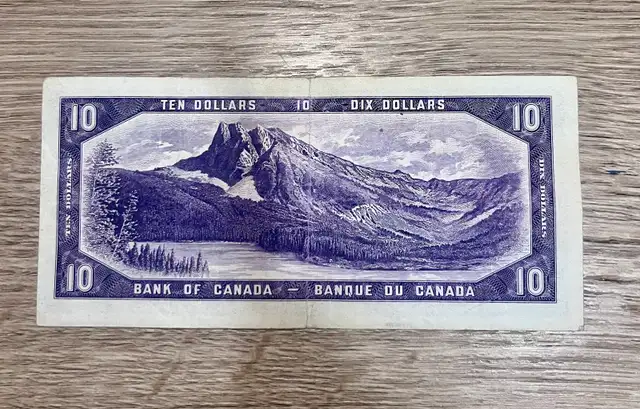 TEN DOLLARS 10 DIX DOLLARS
10 10
TEN DOLLARS
DIX DOLLARS
10 10
BANK OF CANADA – BANQUE DU CANADA